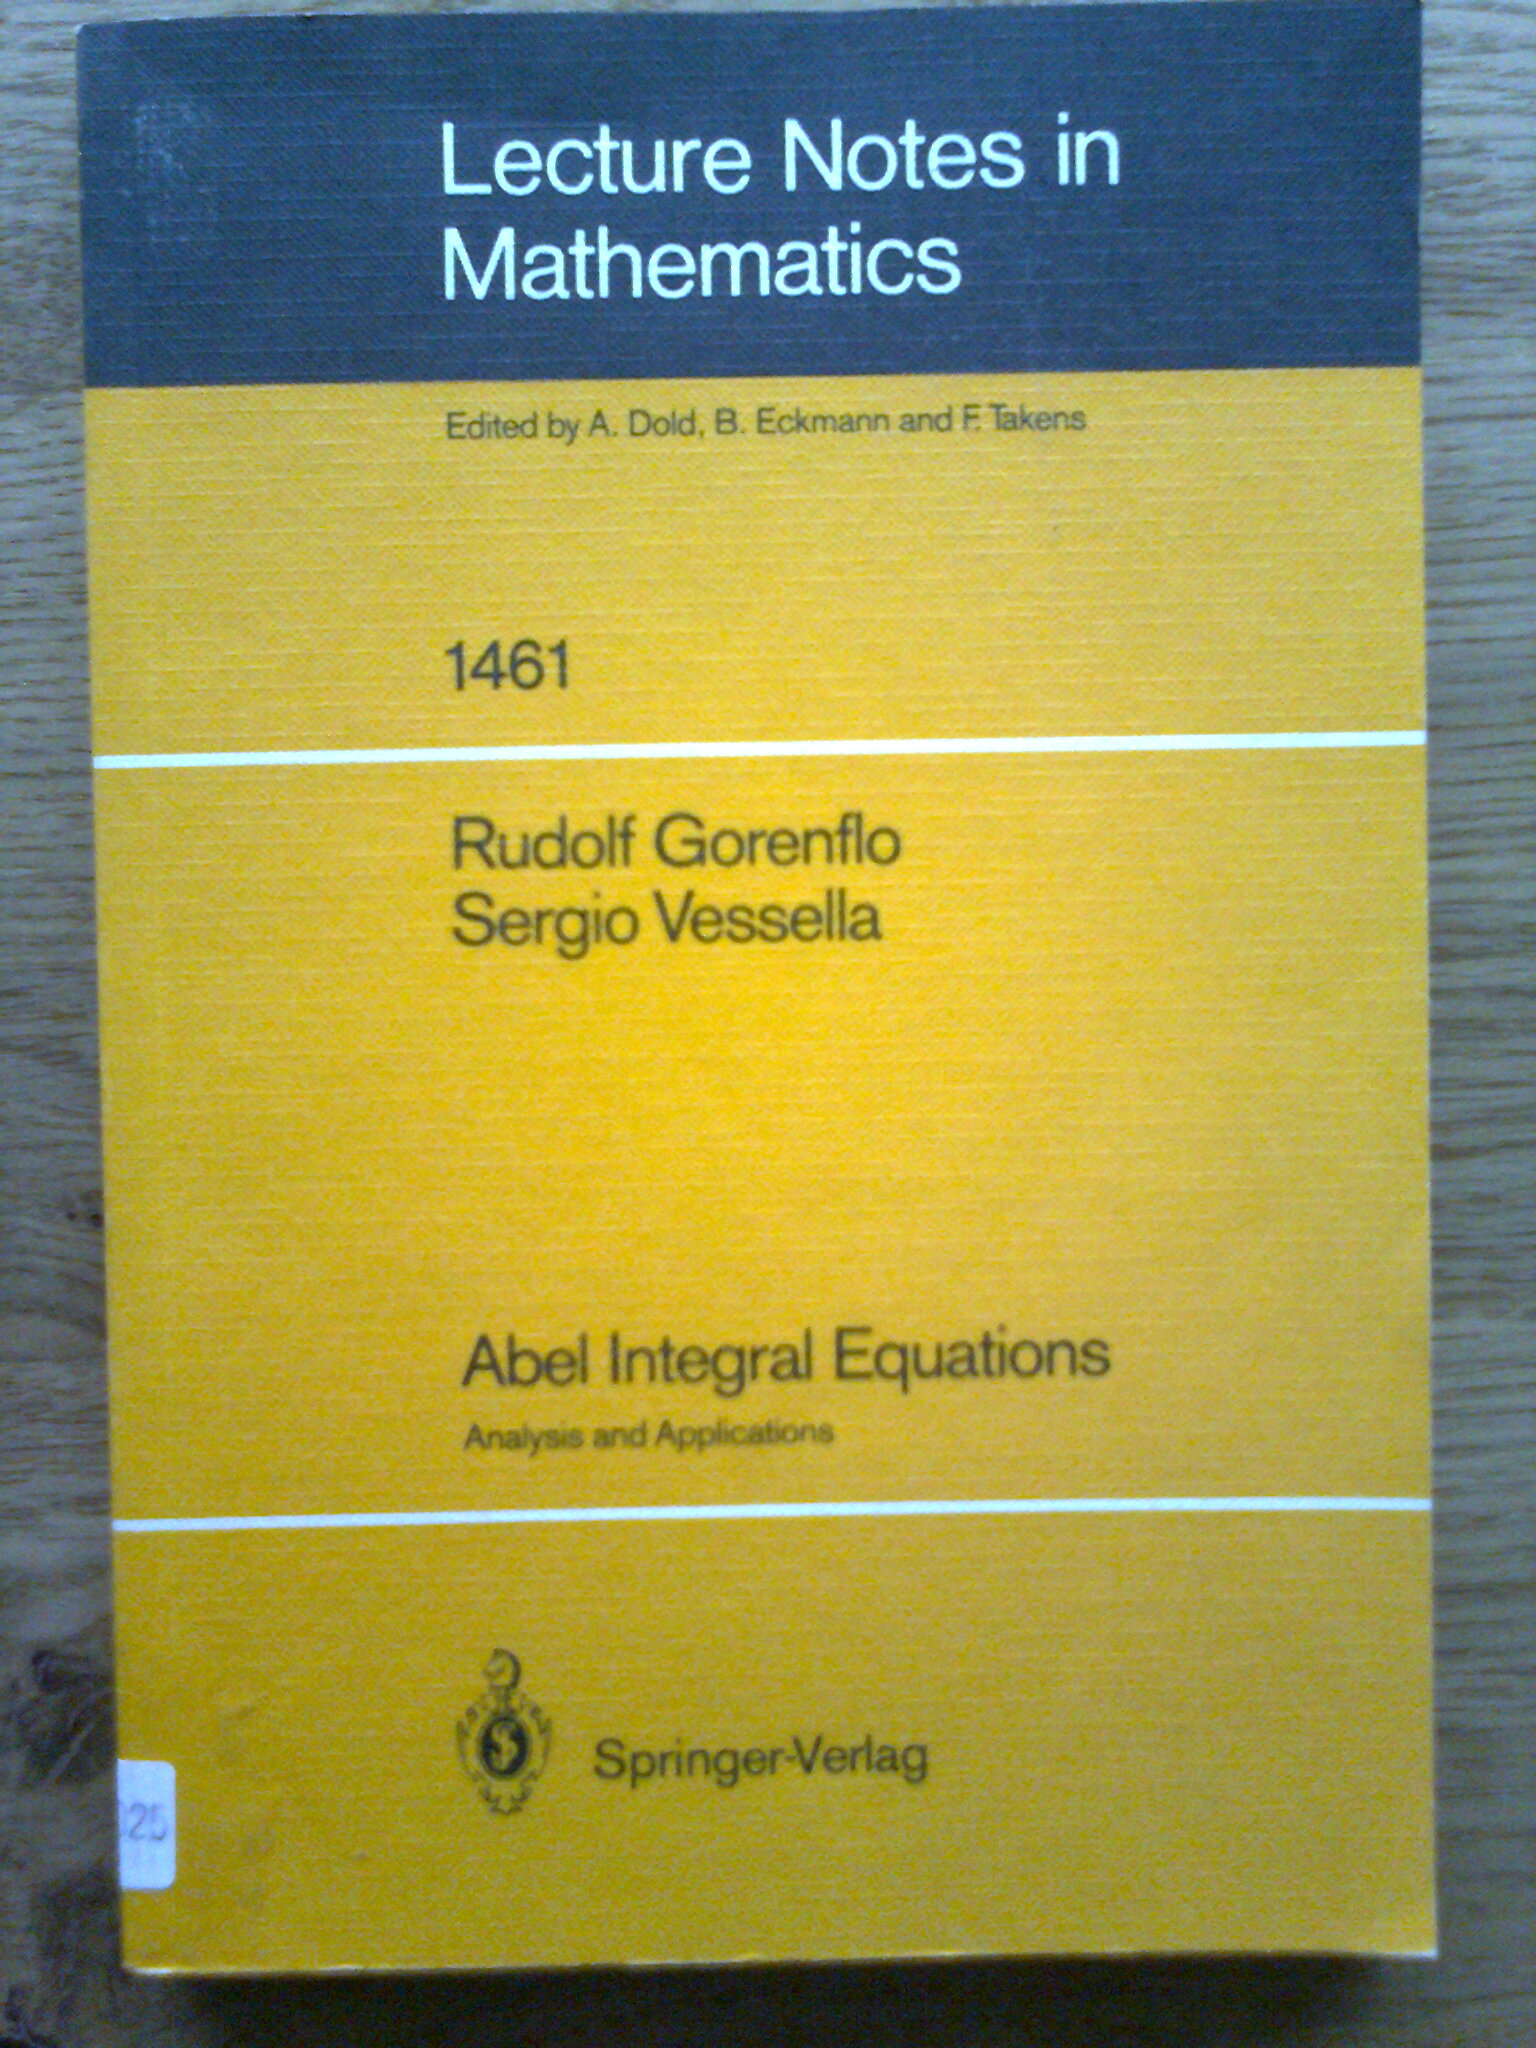 Lecture Notes in
Mathematics
Edited by A. Dold, B. Eckmann and F. Takens
1461
Rudolf Gorenflo
Sergio Vessella
Abel Integral Equations
Analysis and Applications
S
Springer-Verlag
25